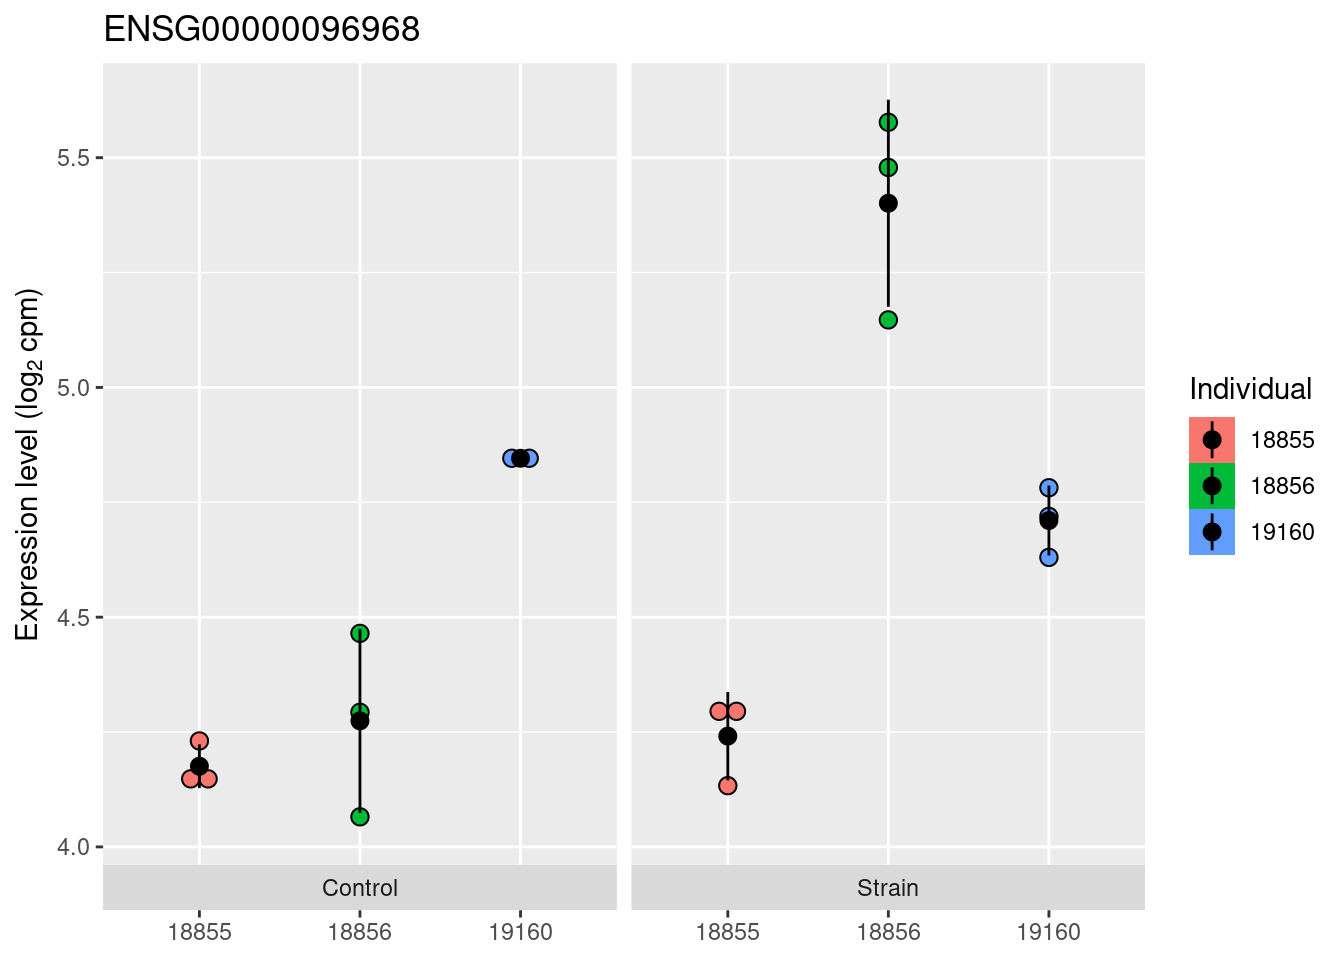 ENSG00000096968
Expression level (log₂ cpm)
5.5
5.0
4.5
4.0
Control
Strain
18855
18856
19160
18855
18856
19160
Individual
18855
18856
19160